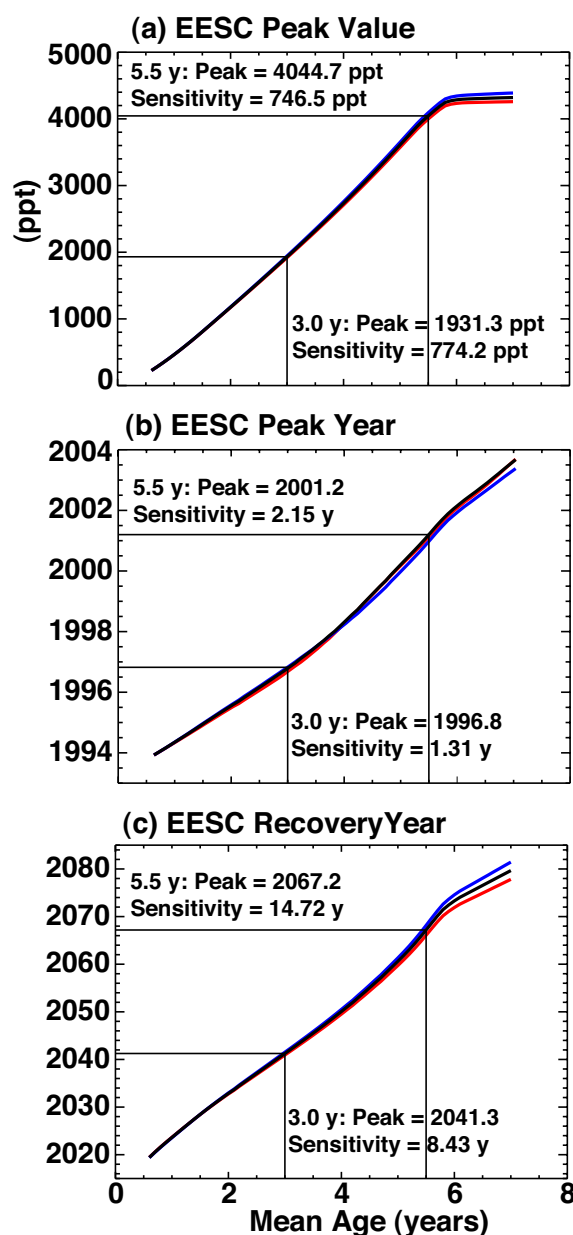 (a) EESC Peak Value
5000
4000
3000
2000
1000
0
(ppt)
5.5 y: Peak = 4044.7 ppt
Sensitivity = 746.5 ppt
3.0 y: Peak = 1931.3 ppt
Sensitivity = 774.2 ppt
(b) EESC Peak Year
2004
2002
2000
1998
1996
1994
5.5 y: Peak = 2001.2
Sensitivity = 2.15 y
3.0 y: Peak = 1996.8
Sensitivity = 1.31 y
(c) EESC RecoveryYear
2080
2070
2060
2050
2040
2030
2020
5.5 y: Peak = 2067.2
Sensitivity = 14.72 y
3.0 y: Peak = 2041.3
Sensitivity = 8.43 y
0 2 4 6 8
Mean Age (years)